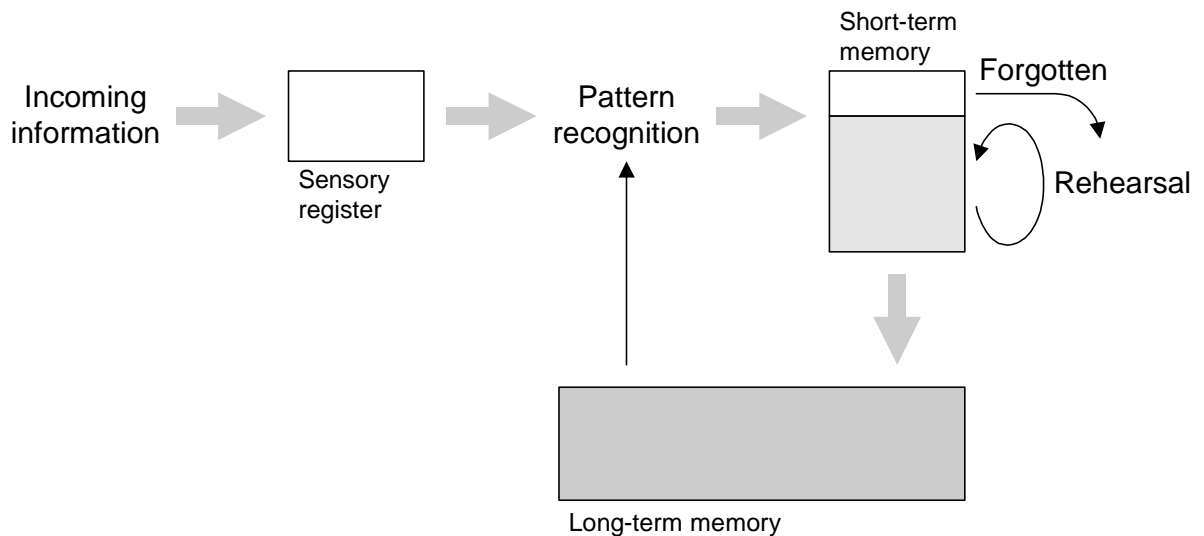 Incoming
information
Sensory
register
Pattern
recognition
Short-term
memory
Forgotten
Rehearsal
Long-term memory